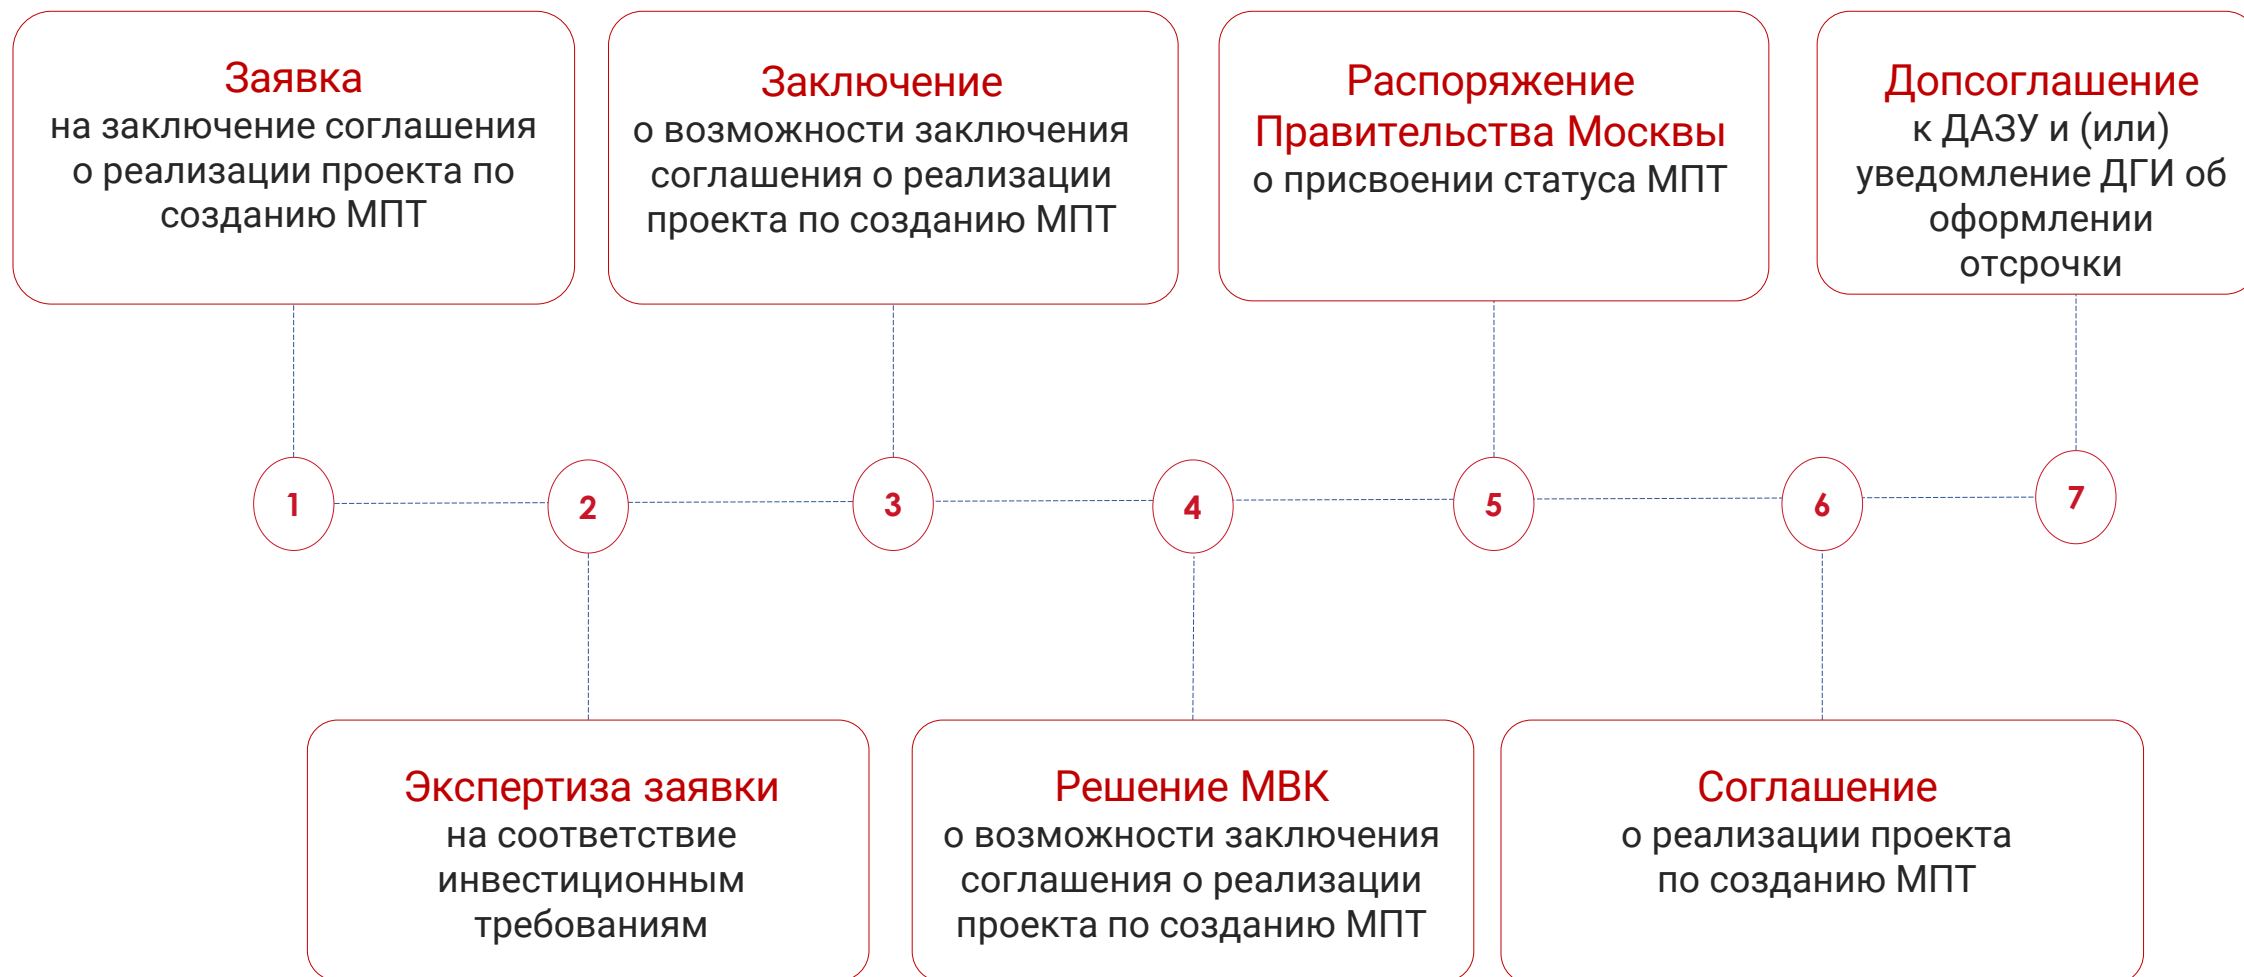 Заявка
на заключение соглашения
о реализации проекта по
созданию МПТ
Заключение
о возможности заключения
соглашения о реализации
проекта по созданию МПТ
Распоряжение
Правительства Москвы
о присвоении статуса МПТ
Допсоглашение
к ДАЗУ и (или)
уведомление ДГИ об
оформлении
отсрочки
1
2
3
4
5
6
7
Экспертиза заявки
на соответствие
инвестиционным
требованиям
Решение МВК
о возможности заключения
соглашения о реализации
проекта по созданию МПТ
Соглашение
о реализации проекта
по созданию МПТ